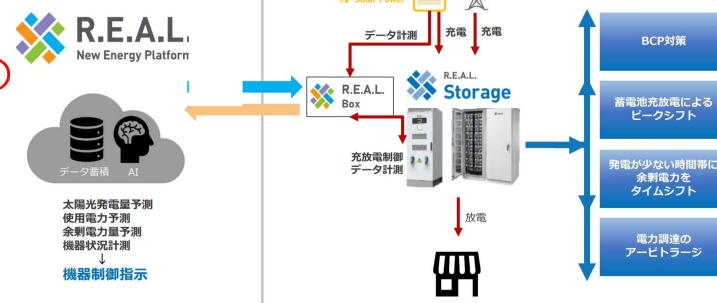 R.E.A.L.
New Energy Platform
データ蓄積
AI
太陽光発電量予測
使用電力予測
余剰電力量予測
機器状況計測
↓
機器制御指示
Solar Power
データ計測
充電
充電
R.E.A.L.
Box
R.E.A.L.
Storage
充放電制御
データ計測
放電
BCP対策
蓄電池充放電による
ピークシフト
発電が少ない時間帯に
余剰電力を
タイムシフト
電力調達の
アービトラージ